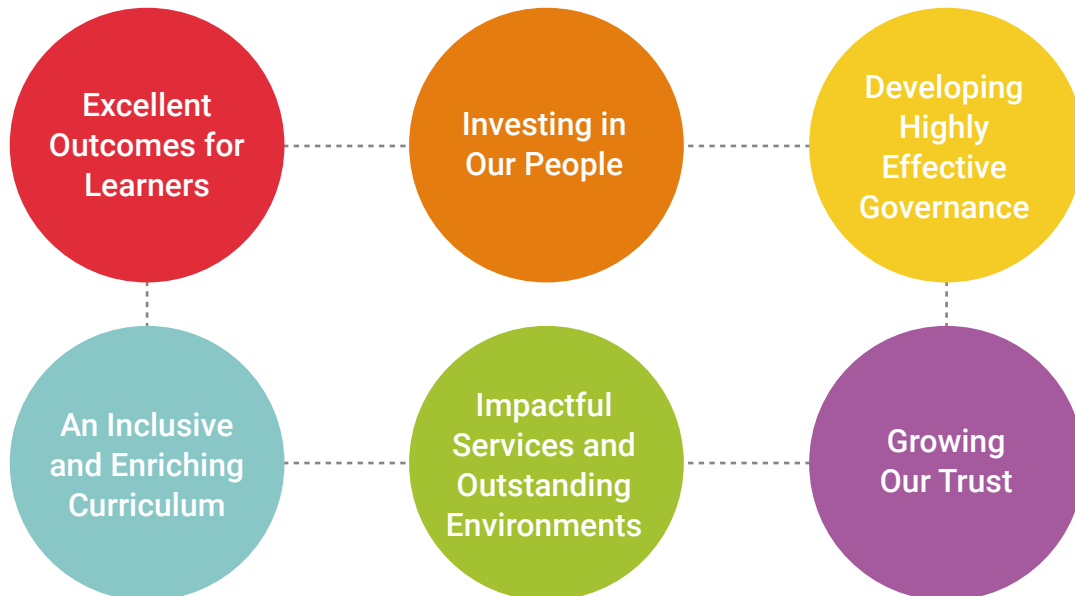 Excellent
Outcomes for
Learners
Investing in
Our People
Developing
Highly
Effective
Governance
An Inclusive
and Enriching
Curriculum
Impactful
Services and
Outstanding
Environments
Growing
Our Trust